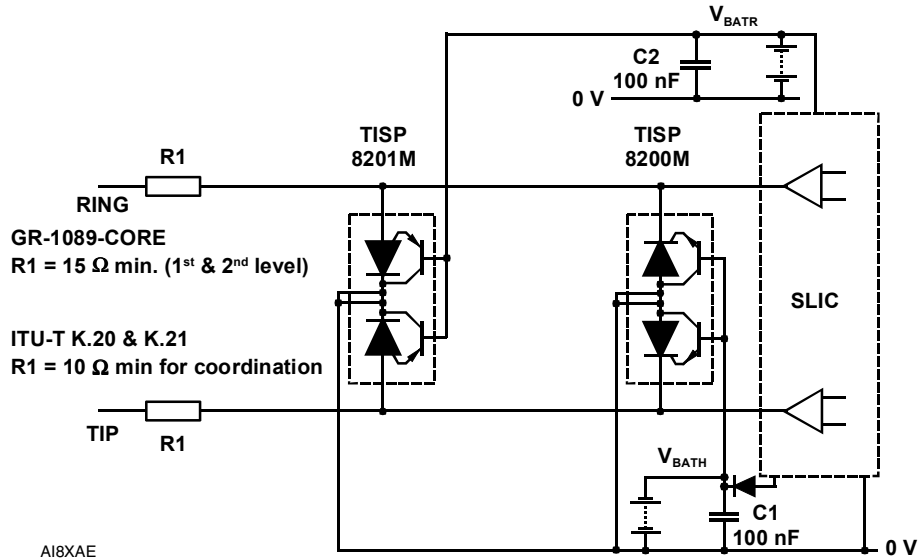 V_BATR
C2
100 nF
0 V
TISP
8201M
TISP
8200M
R1
RING
GR-1089-CORE
R1 = 15 Ω min. (1st & 2nd level)
SLIC
ITU-T K.20 & K.21
R1 = 10 Ω min for coordination
TIP
R1
V_BATH
C1
100 nF
0 V
AI8XAE